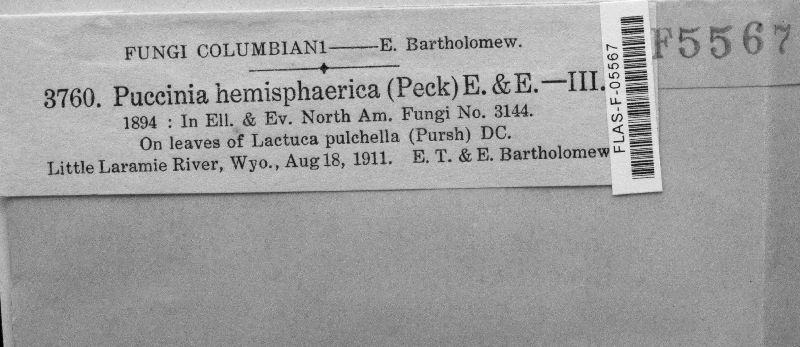 FUNGI COLUMBIANI——E. Bartholomew.
3760. Puccinia hemisphaerica (Peck) E. & E.—III.
1894 : In Ell. & Ev. North Am. Fungi No. 3144.
On leaves of Lactuca pulchella (Pursh) DC.
Little Laramie River, Wyo., Aug 18, 1911. E. T. & E. Bartholomew
FLAS-F-05567
F5567